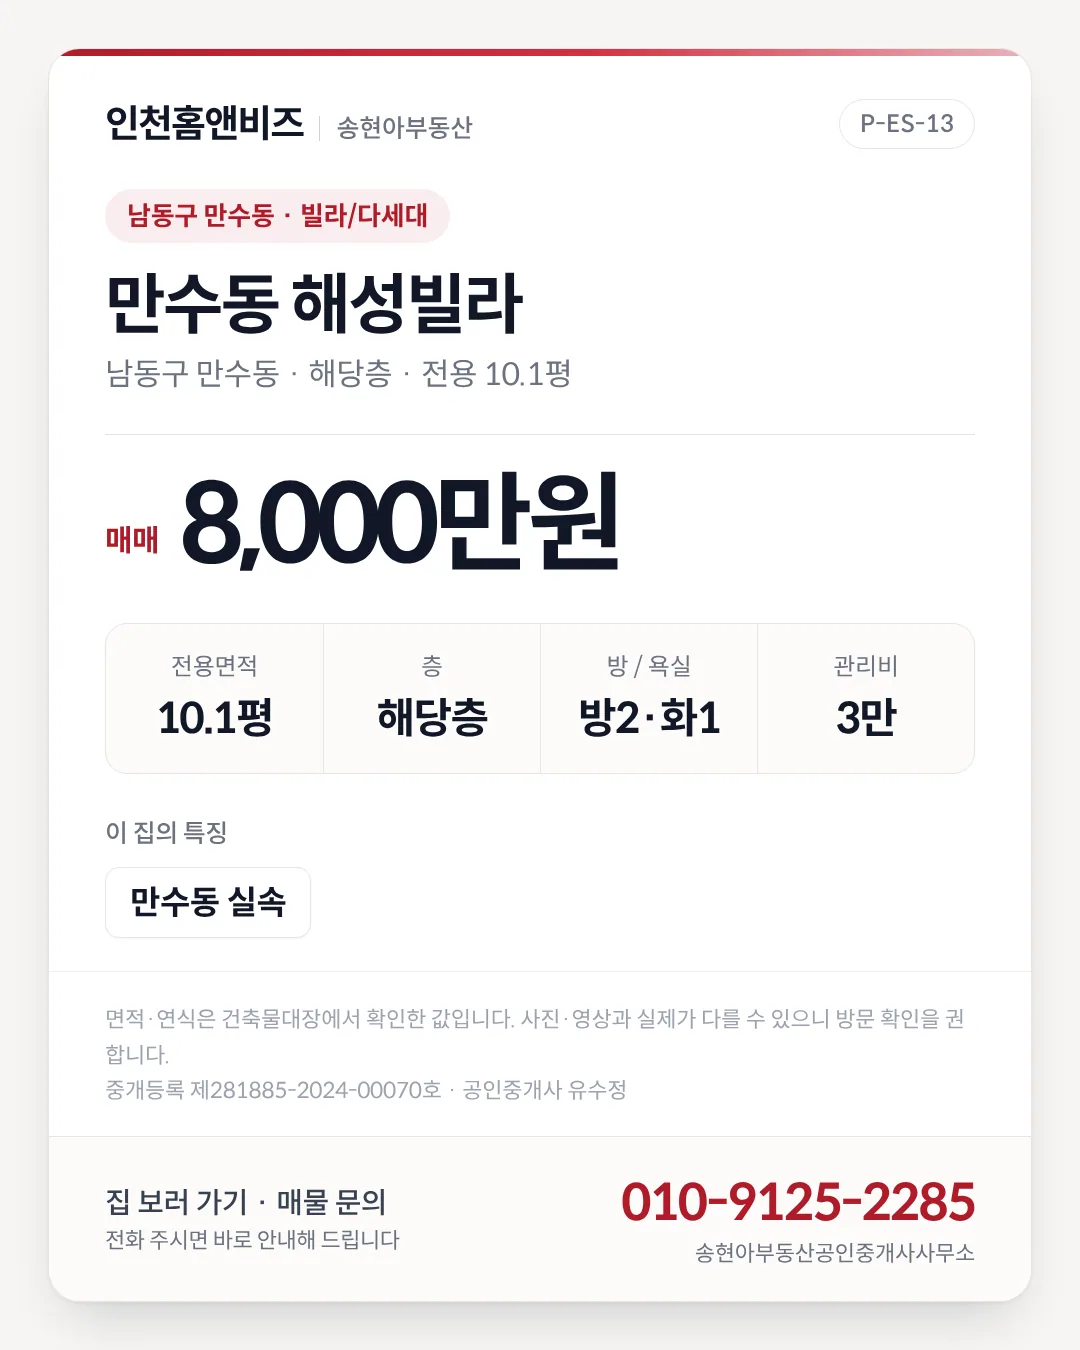 인천홈앤비즈 | 송현아부동산
P-ES-13
남동구 만수동 · 빌라/다세대
만수동 해성빌라
남동구 만수동 · 해당층 · 전용 10.1평
매매 8,000만원
전용면적 층 방 / 욕실 관리비
10.1평 해당층 방2·화1 3만
이 집의 특징
만수동 실속
면적·연식은 건축물대장에서 확인한 값입니다. 사진·영상과 실제가 다를 수 있으니 방문 확인을 권
합니다.
중개등록 제281885-2024-00070호 · 공인중개사 유수정
집 보러 가기 · 매물 문의
전화 주시면 바로 안내해 드립니다
010-9125-2285
송현아부동산공인중개사사무소